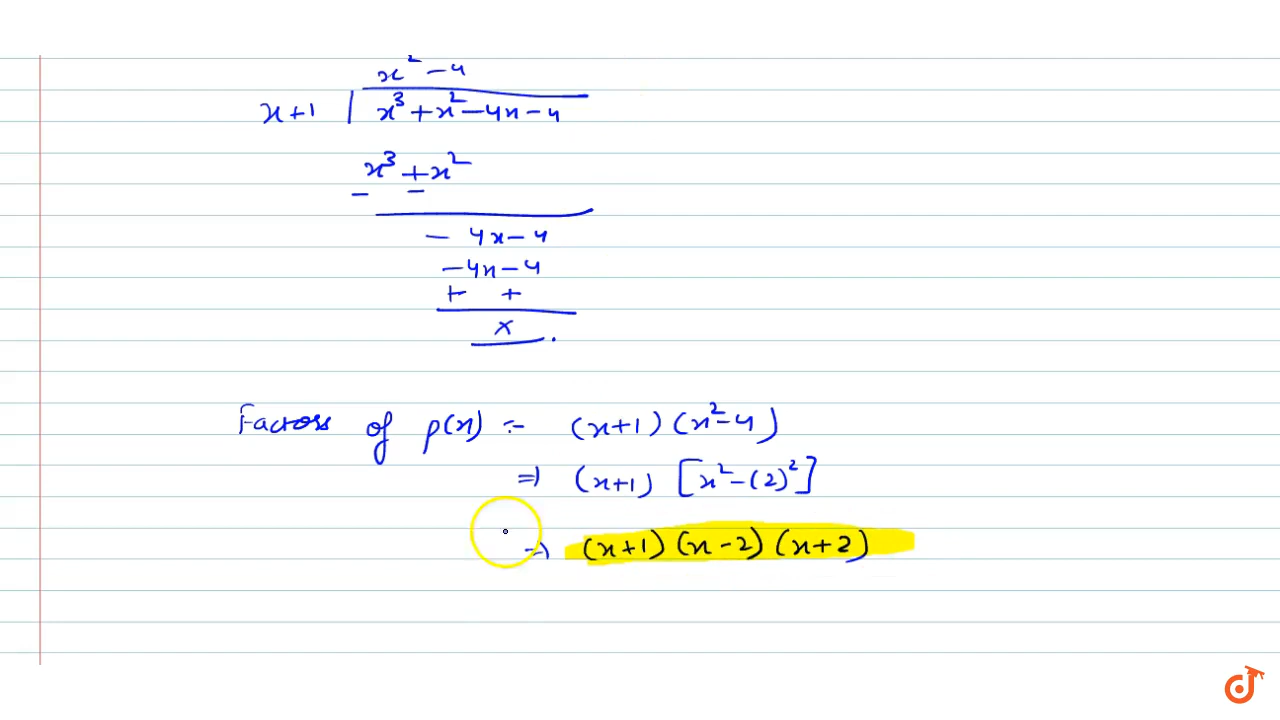 x² - 4
x+1 | x³ + x² - 4x - 4
x³ + x²
-   -
- 4x - 4
- 4x - 4
+   +
x .
Factors of p(x) :- (x+1) (x² - 4)
⇒ (x+1) [x² - (2)²]
⇒ (x+1) (x - 2) (x + 2)